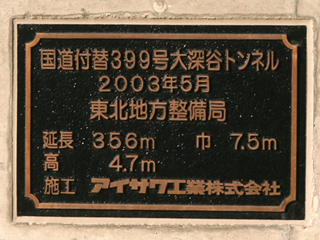 国道付替399号大深谷トンネル
2003年5月
東北地方整備局
延長 356m 巾 7.5m
高 4.7m
施工 アイサワ工業株式会社